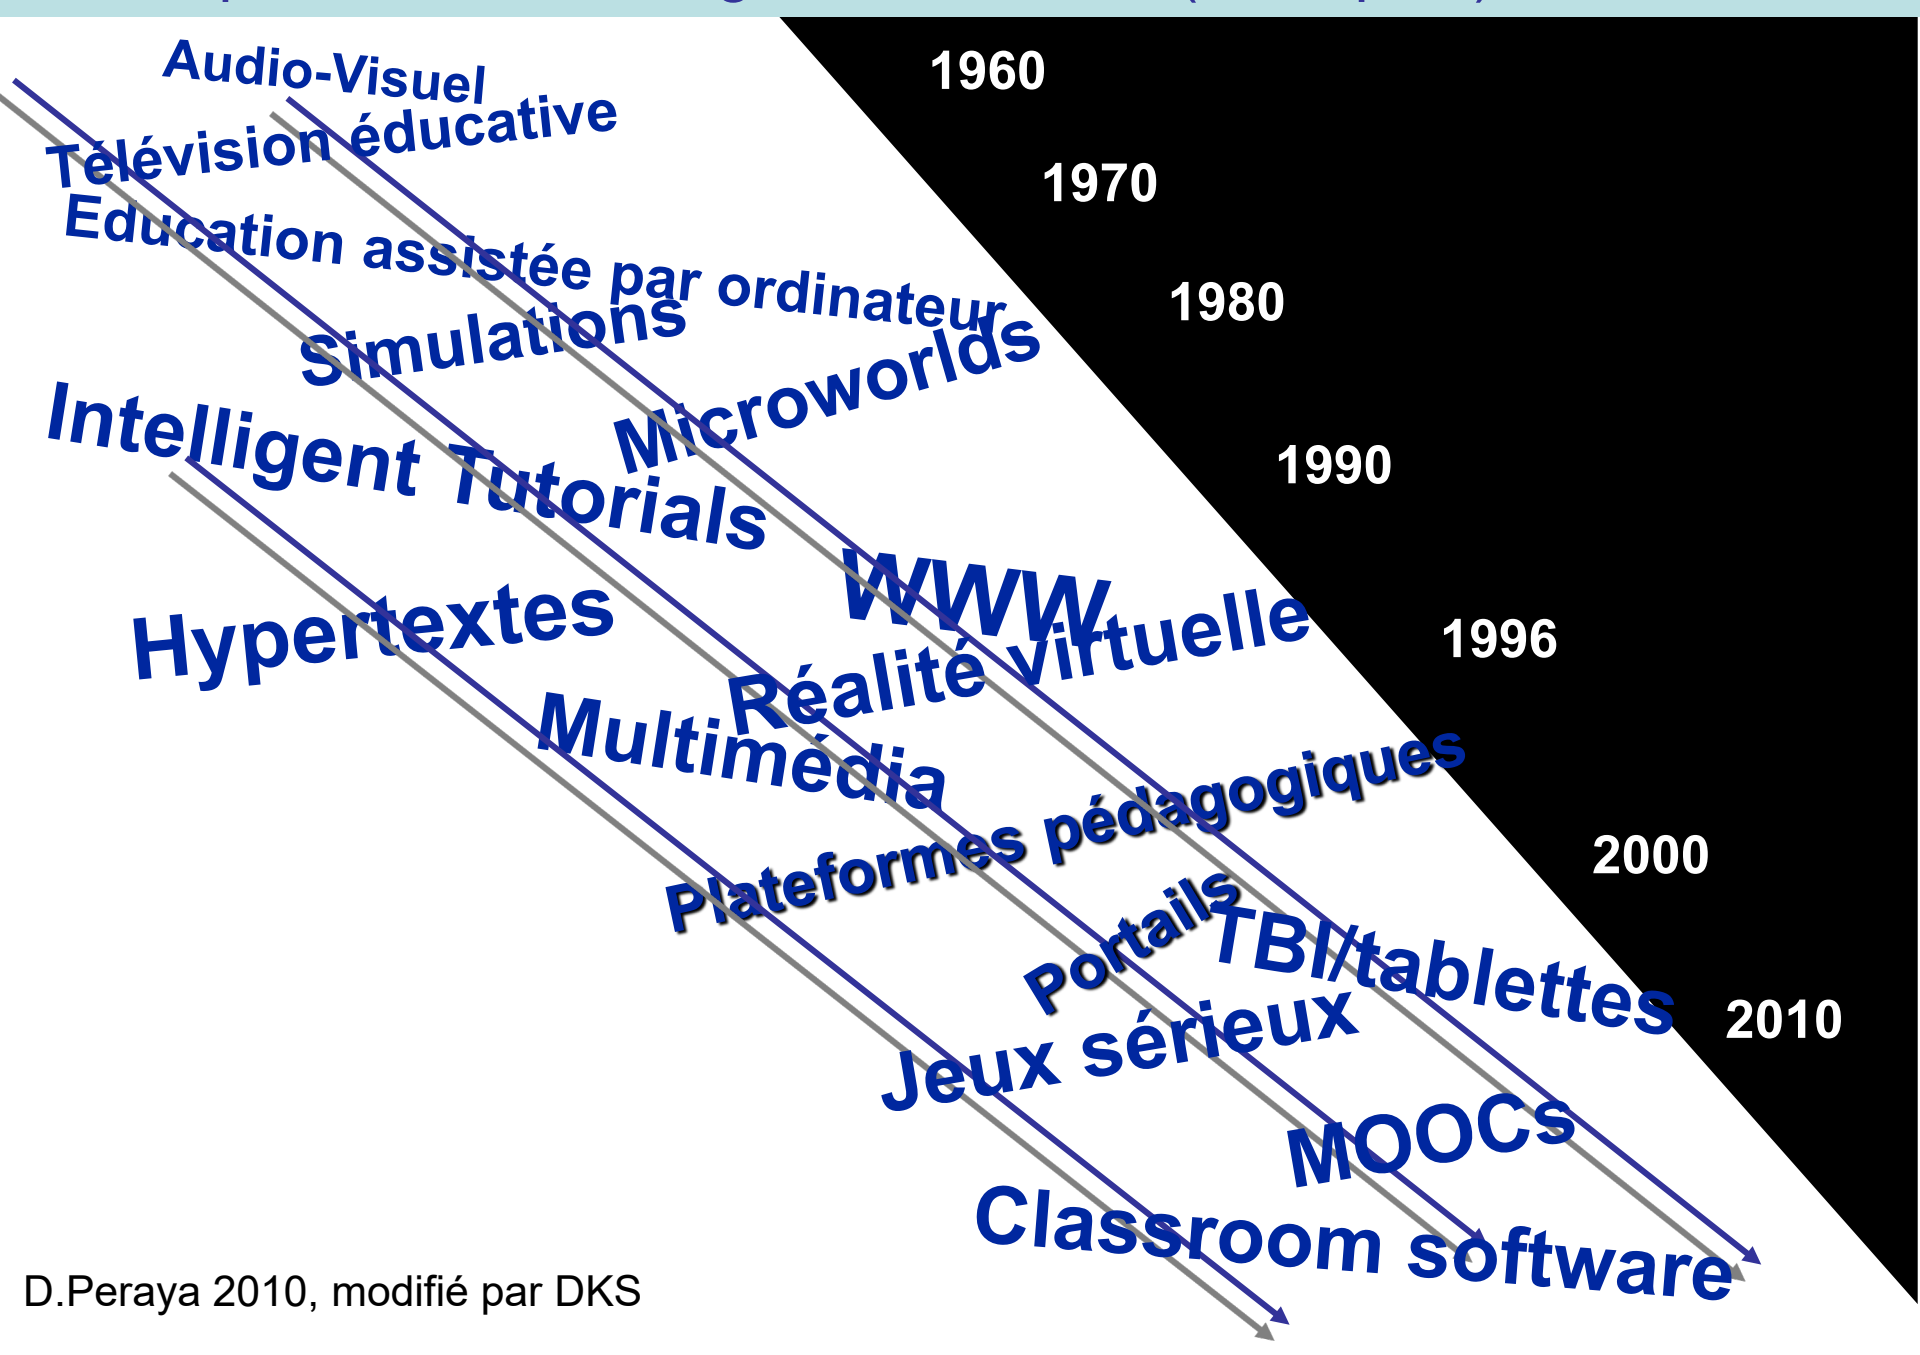 Audio-Visuel
1960
Télévision éducative
1970
Education assistée par ordinateur
1980
Simulations
Microworlds
Intelligent Tutorials
1990
WWW
Hypertextes
Réalité virtuelle
1996
Multimédia
Plateformes pédagogiques
2000
Portails
TBI/tablettes
2010
Jeux sérieux
MOOCs
Classroom software
D.Peraya 2010, modifié par DKS